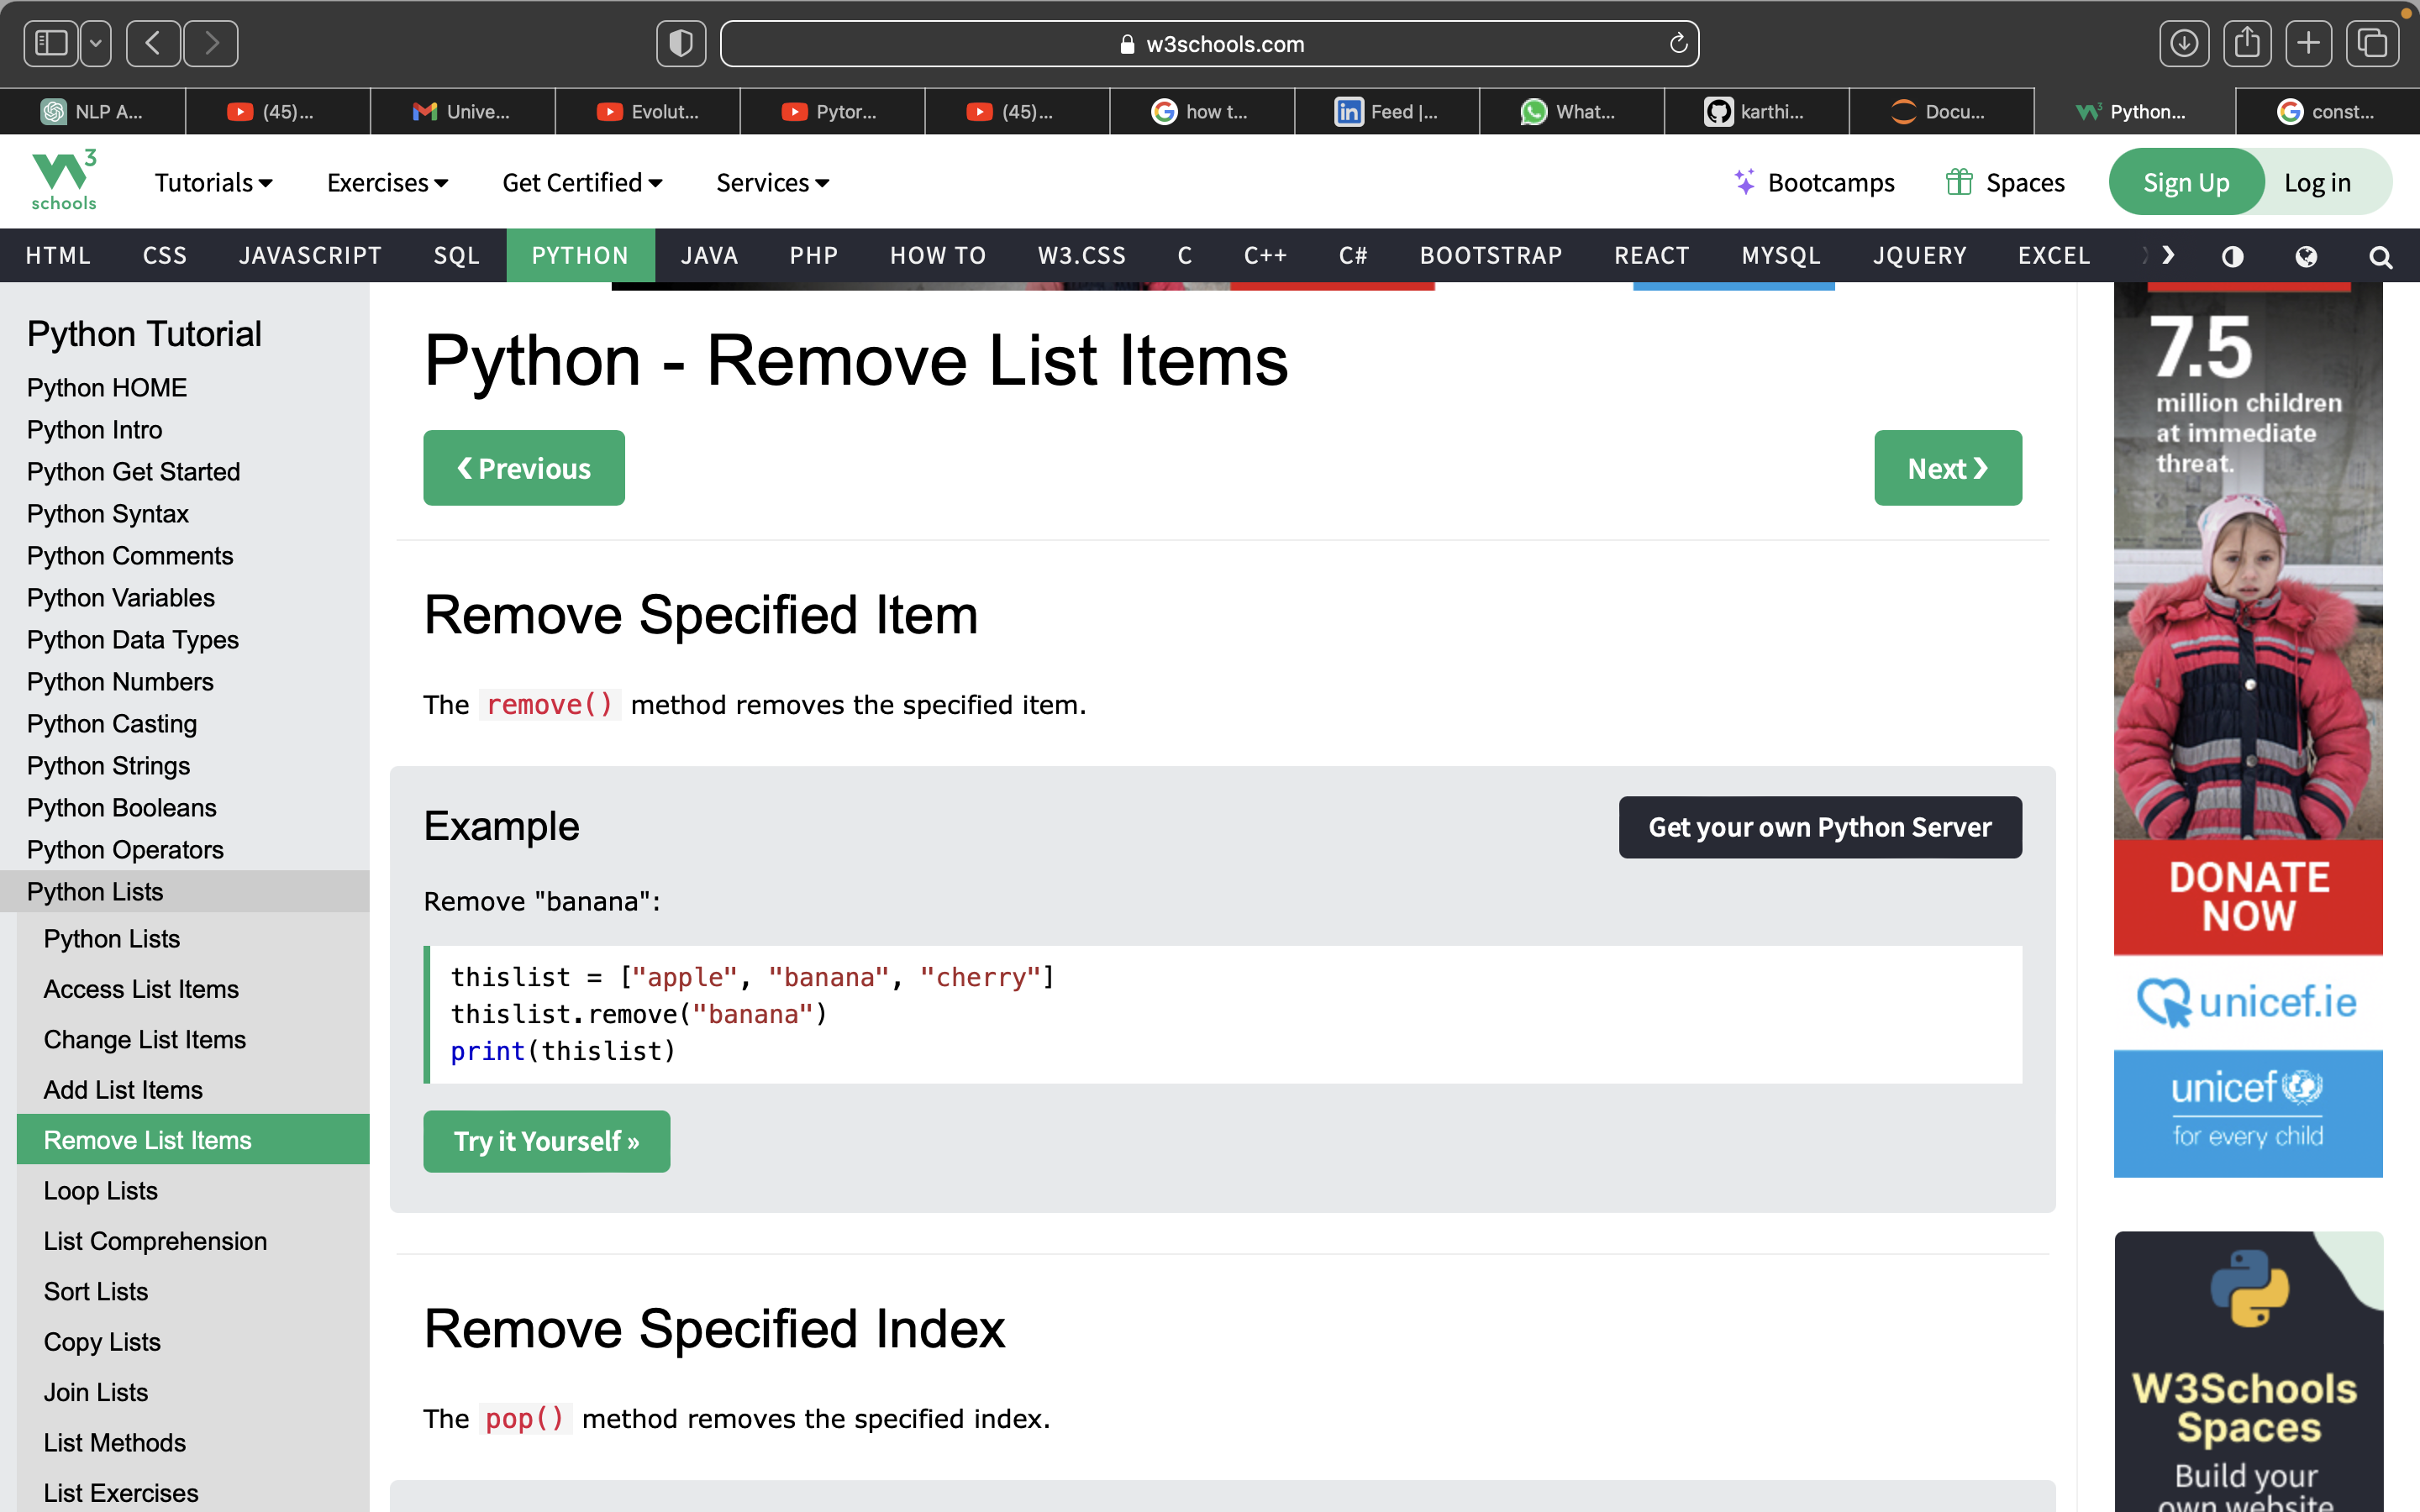 w3schools.com
NLP A...
(45)...
Unive...
Evolut...
Pytor...
(45)...
how t...
Feed |...
What...
karthi...
Docu...
Python...
const...
W3
schools
Tutorials
Exercises
Get Certified
Services
Bootcamps
Spaces
Sign Up
Log in
HTML
CSS
JAVASCRIPT
SQL
PYTHON
JAVA
PHP
HOW TO
W3.CSS
C
C++
C#
BOOTSTRAP
REACT
MYSQL
JQUERY
EXCEL
Python Tutorial
Python HOME
Python Intro
Python Get Started
Python Syntax
Python Comments
Python Variables
Python Data Types
Python Numbers
Python Casting
Python Strings
Python Booleans
Python Operators
Python Lists
Python Lists
Access List Items
Change List Items
Add List Items
Remove List Items
Loop Lists
List Comprehension
Sort Lists
Copy Lists
Join Lists
List Methods
List Exercises
Python - Remove List Items
❮ Previous
Next ❯
Remove Specified Item
The remove() method removes the specified item.
Example
Get your own Python Server
Remove "banana":
thislist = ["apple", "banana", "cherry"]
thislist.remove("banana")
print(thislist)
Try it Yourself »
Remove Specified Index
The pop() method removes the specified index.
7.5
million children
at immediate
threat.
DONATE
NOW
unicef.ie
unicef
for every child
W3Schools
Spaces
Build your
own website